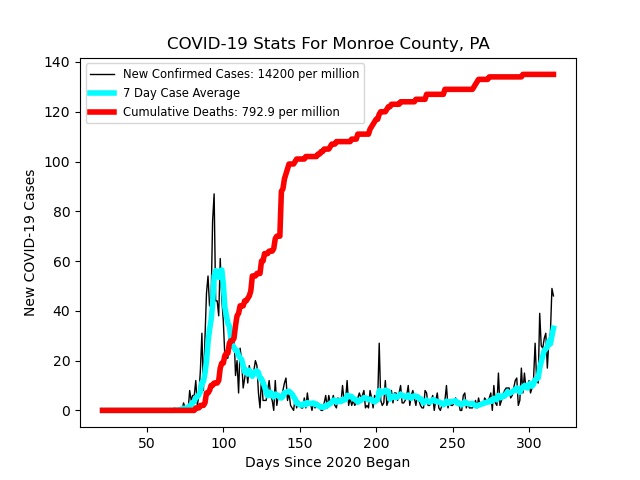 COVID-19 Stats For Monroe County, PA
New Confirmed Cases: 14200 per million
7 Day Case Average
Cumulative Deaths: 792.9 per million
New COVID-19 Cases
140
120
100
80
60
40
20
0
50
100
150
200
250
300
Days Since 2020 Began